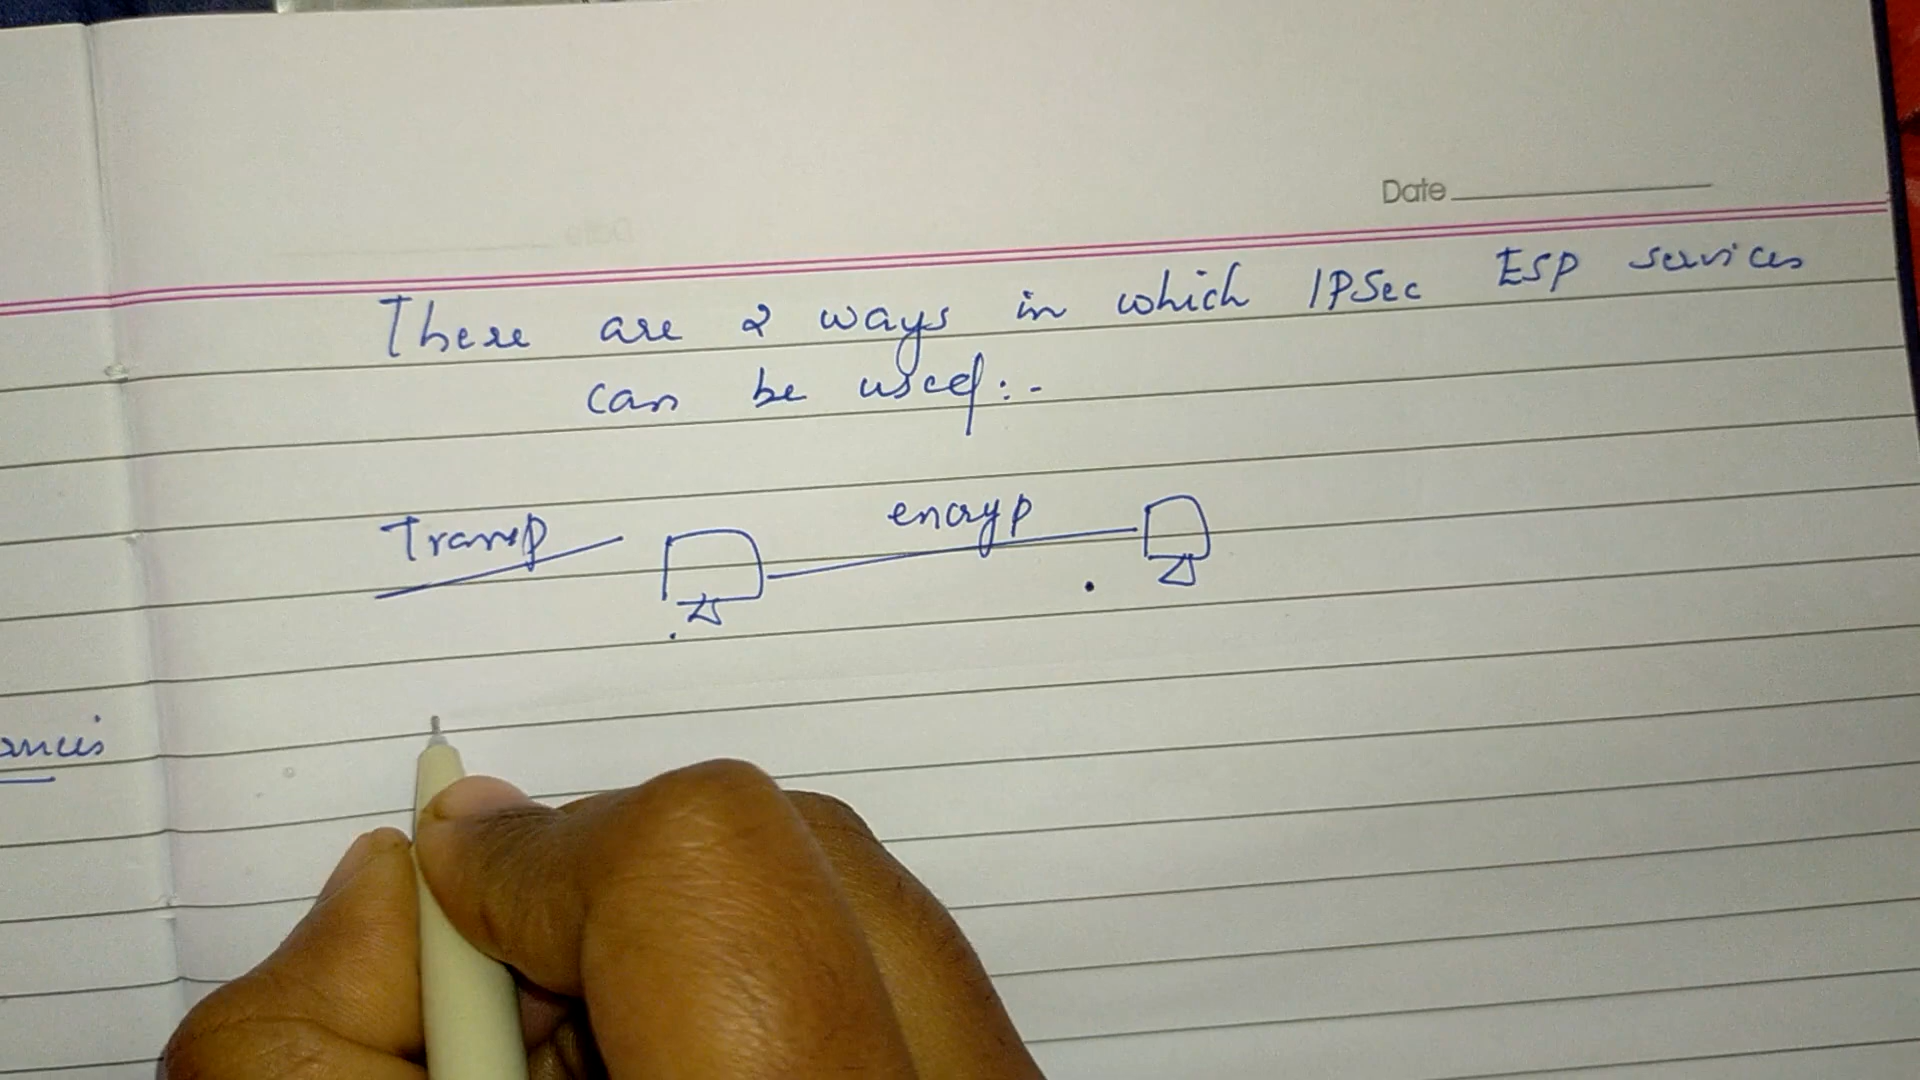 Date
There are 2 ways in which IPSec ESP services
can be used:-
Transp
encryp